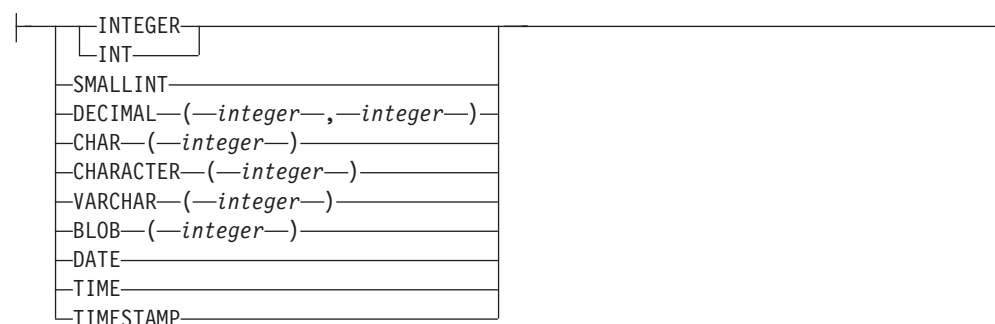 INTEGER
INT
SMALLINT
DECIMAL ( integer , integer )
CHAR ( integer )
CHARACTER ( integer )
VARCHAR ( integer )
BLOB ( integer )
DATE
TIME
TIMESTAMP